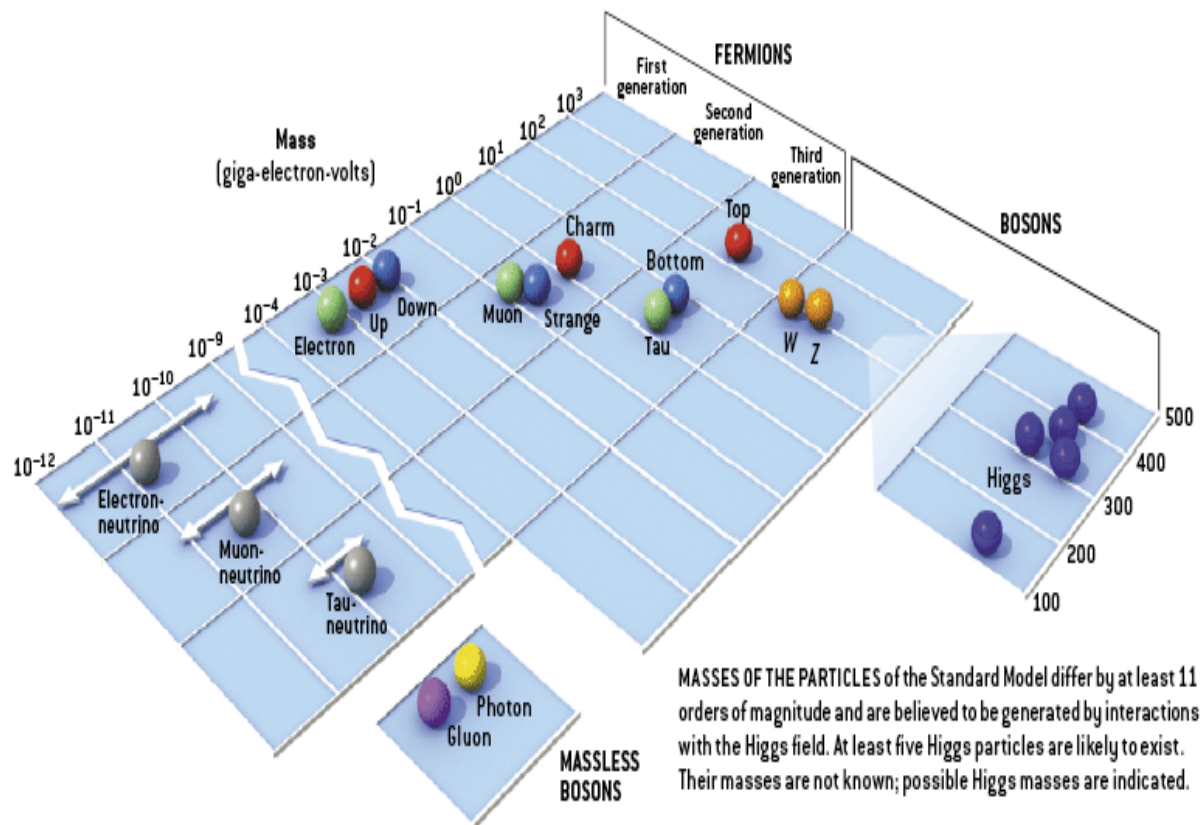 FERMIONS
First
generation
Second
generation
Third
generation
BOSONS
Mass
(giga-electron-volts)
10³
10²
10¹
10⁰
10⁻¹
10⁻²
10⁻³
10⁻⁴
10⁻⁹
10⁻¹⁰
10⁻¹¹
10⁻¹²
Top
Charm
Bottom
Muon
Strange
Tau
W
Z
Down
Up
Electron
Electron-
neutrino
Muon-
neutrino
Tau-
neutrino
Higgs
500
400
300
200
100
Photon
Gluon
MASSLESS
BOSONS
MASSES OF THE PARTICLES of the Standard Model differ by at least 11
orders of magnitude and are believed to be generated by interactions
with the Higgs field. At least five Higgs particles are likely to exist.
Their masses are not known; possible Higgs masses are indicated.